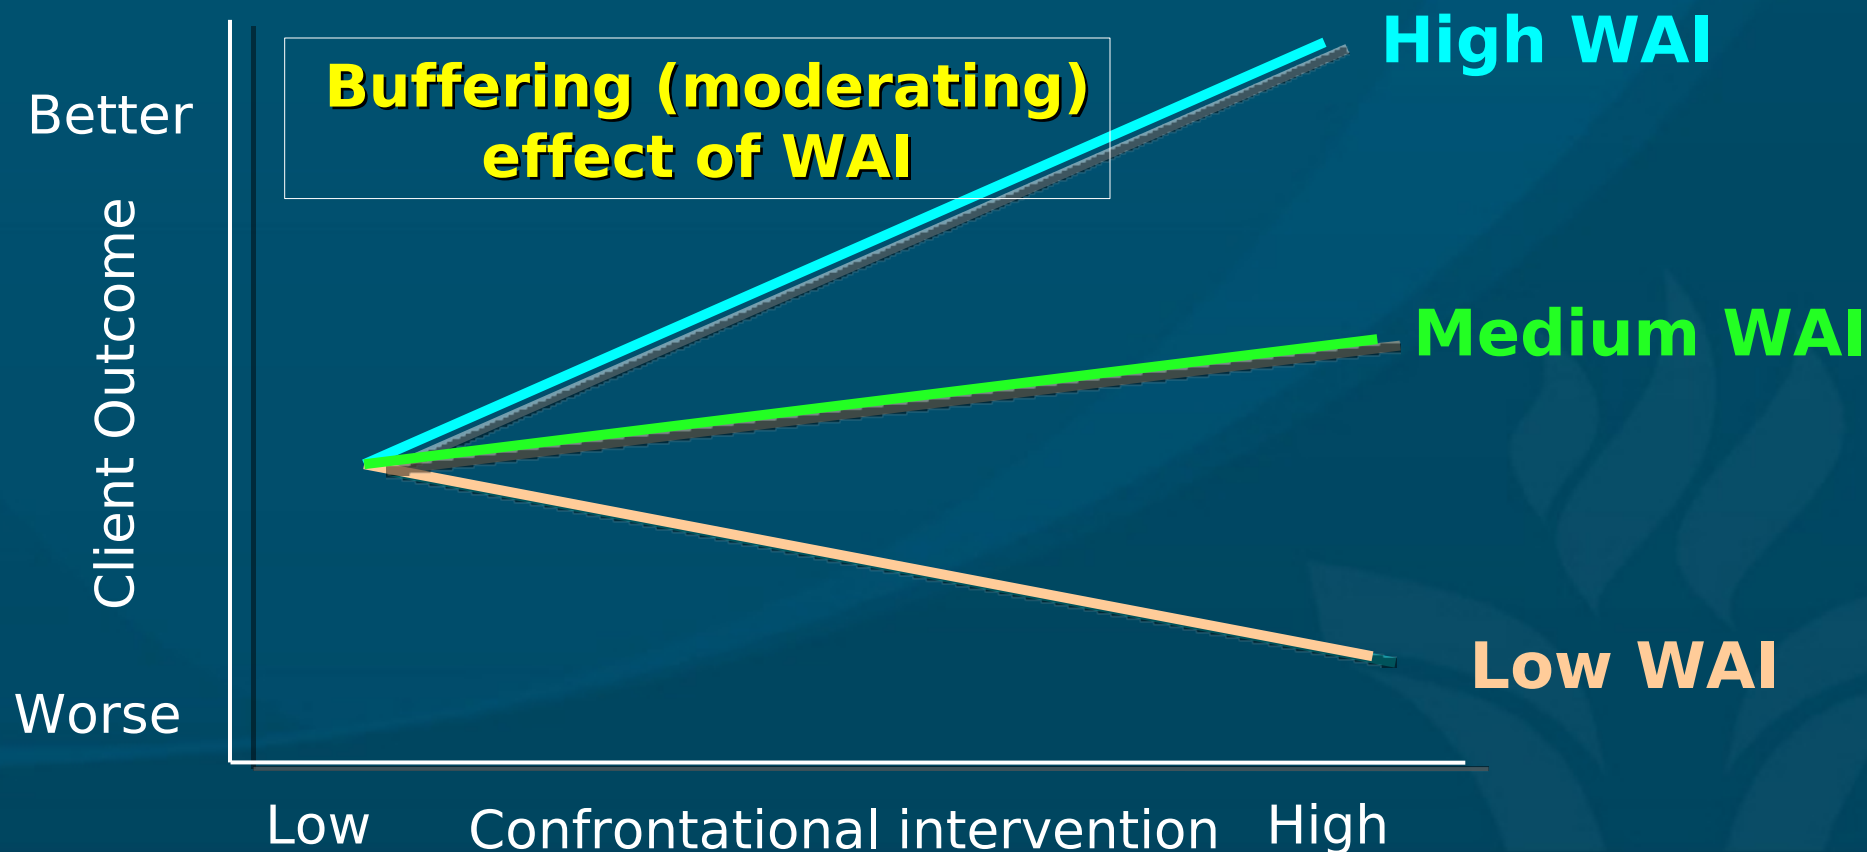 High WAI
Buffering (moderating)
effect of WAI
Better
Client Outcome
Medium WAI
Low WAI
Worse
Low
Confrontational intervention
High